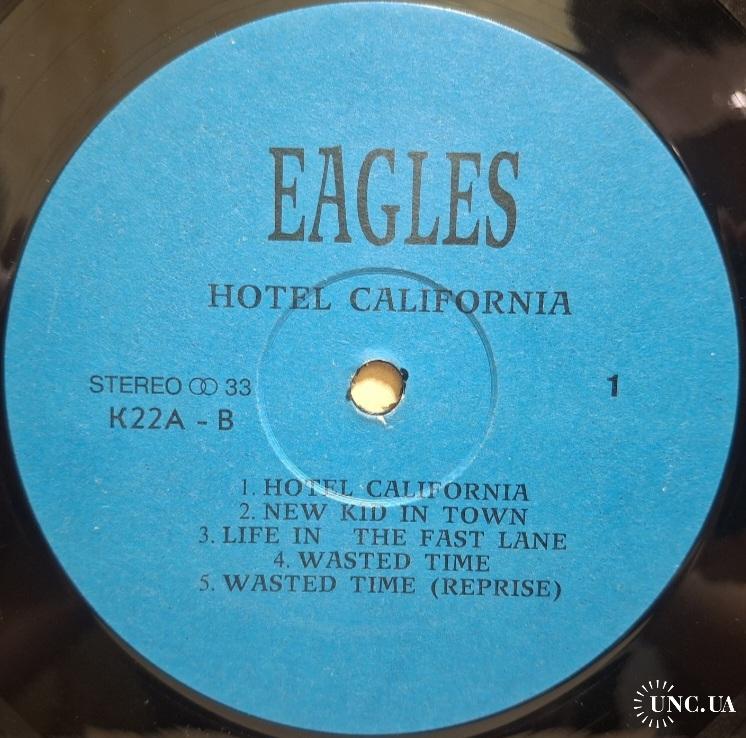 EAGLES
HOTEL CALIFORNIA
STEREO 33
1
K22A - B
1. HOTEL CALIFORNIA
2. NEW KID IN TOWN
3. LIFE IN THE FAST LANE
4. WASTED TIME
5. WASTED TIME (REPRISE)
UNC.UA